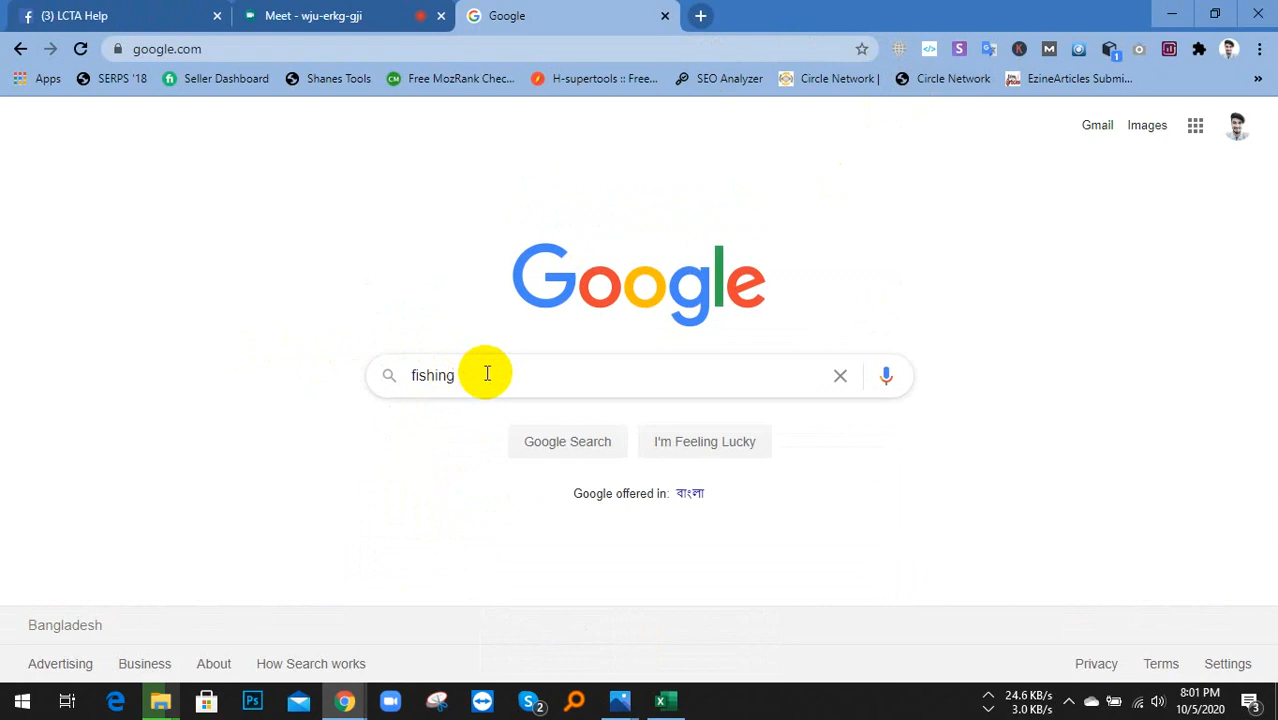 (3) LCTA Help
Meet - wju-erkg-gji
Google
google.com
Apps
SERPS '18
Seller Dashboard
Shanes Tools
Free MozRank Chec...
H-supertools :: Free...
SEO Analyzer
Circle Network |
Circle Network
EzineArticles Submi...
Gmail
Images
Google
fishing
Google Search
I'm Feeling Lucky
Google offered in: বাংলা
Bangladesh
Advertising
Business
About
How Search works
Privacy
Terms
Settings
24.6 KB/s
3.0 KB/s
8:01 PM
10/5/2020